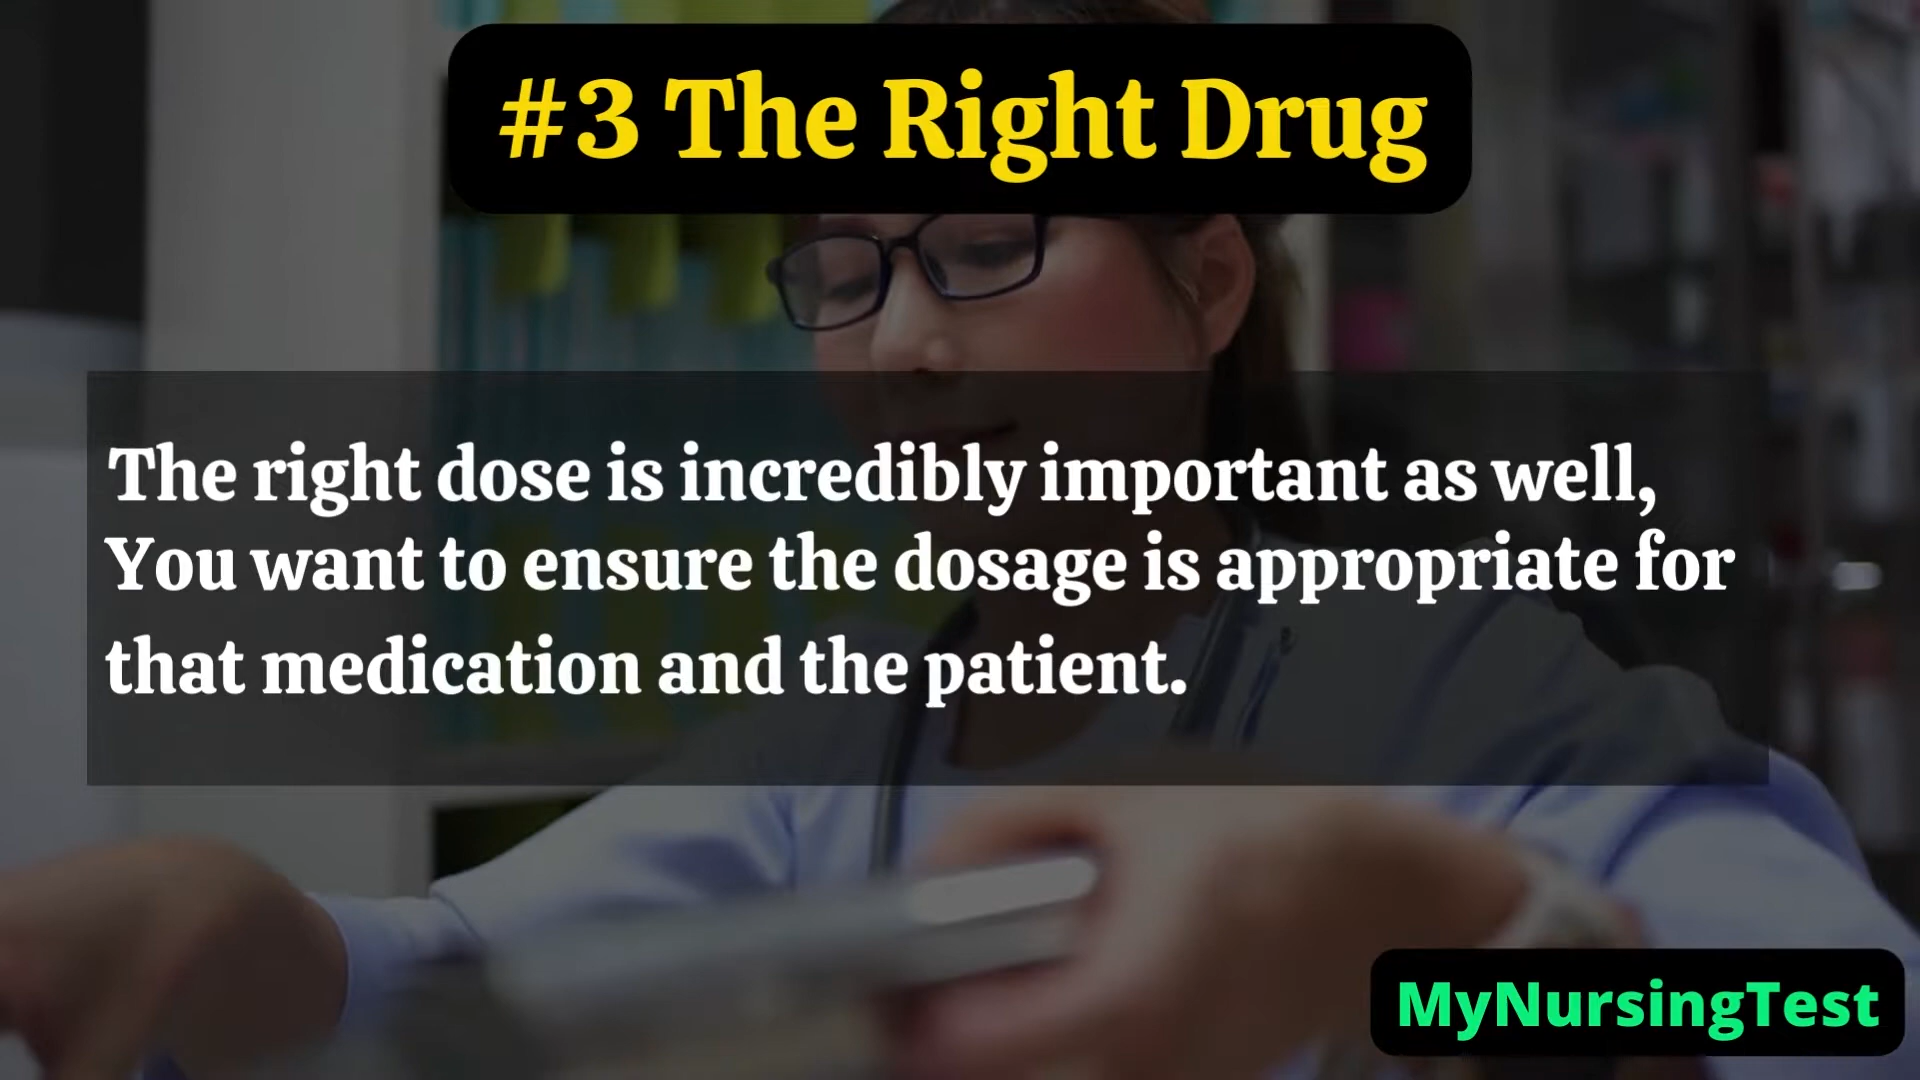 #3 The Right Drug
The right dose is incredibly important as well,
You want to ensure the dosage is appropriate for
that medication and the patient.
MyNursingTest